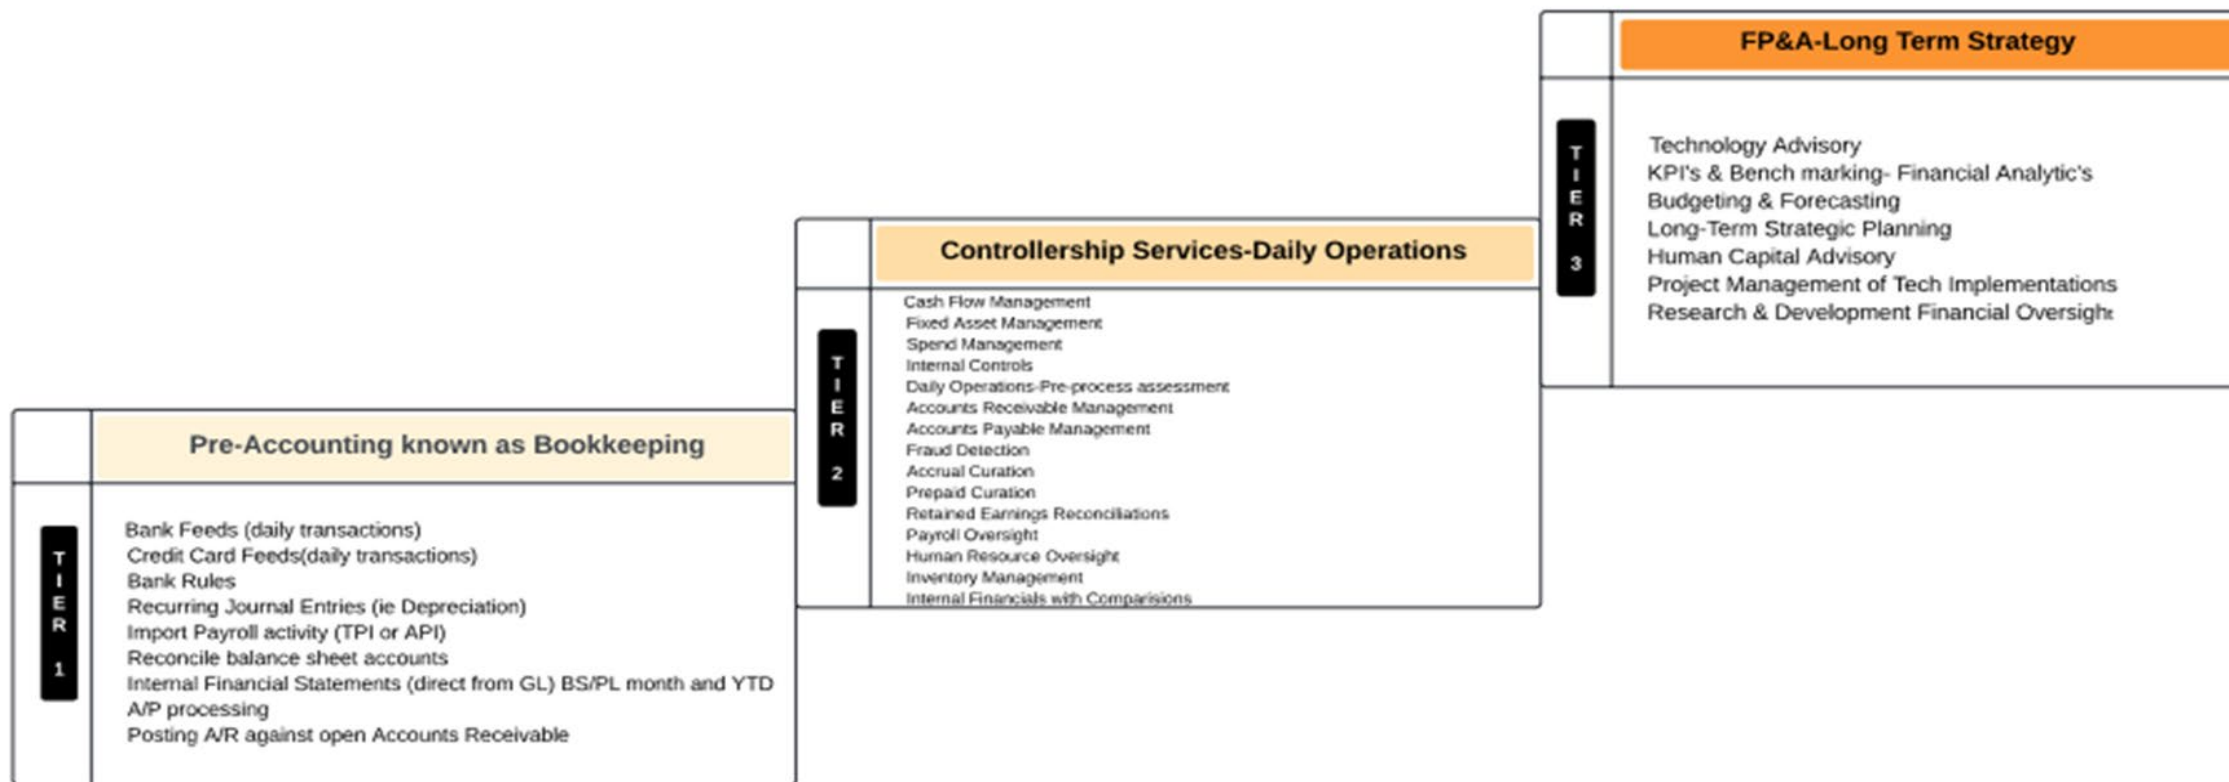 Pre-Accounting known as Bookkeeping
TIER 1
Bank Feeds (daily transactions)
Credit Card Feeds(daily transactions)
Bank Rules
Recurring Journal Entries (ie Depreciation)
Import Payroll activity (TPI or API)
Reconcile balance sheet accounts
Internal Financial Statements (direct from GL) BS/PL month and YTD
A/P processing
Posting A/R against open Accounts Receivable
Controllership Services-Daily Operations
TIER 2
Cash Flow Management
Fixed Asset Management
Spend Management
Internal Controls
Daily Operations-Pre-process assessment
Accounts Receivable Management
Accounts Payable Management
Fraud Detection
Accrual Curation
Prepaid Curation
Retained Earnings Reconciliations
Payroll Oversight
Human Resource Oversight
Inventory Management
Internal Financials with Comparisions
FP&A-Long Term Strategy
TIER 3
Technology Advisory
KPI's & Bench marking- Financial Analytic's
Budgeting & Forecasting
Long-Term Strategic Planning
Human Capital Advisory
Project Management of Tech Implementations
Research & Development Financial Oversight